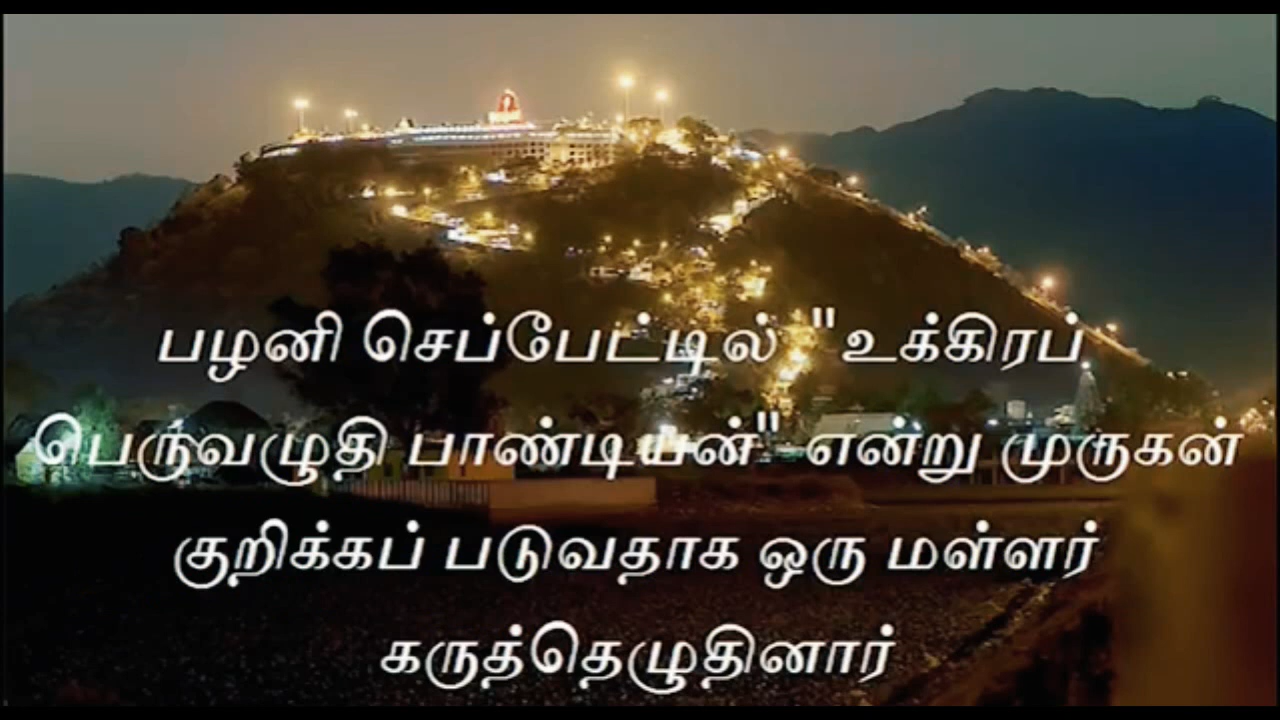 பழனி செப்பேட்டில் "உக்கிரப்
பெருவழுதி பாண்டியன்" என்று முருகன்
குறிக்கப் படுவதாக ஒரு மள்ளர்
கருத்தெழுதினார்